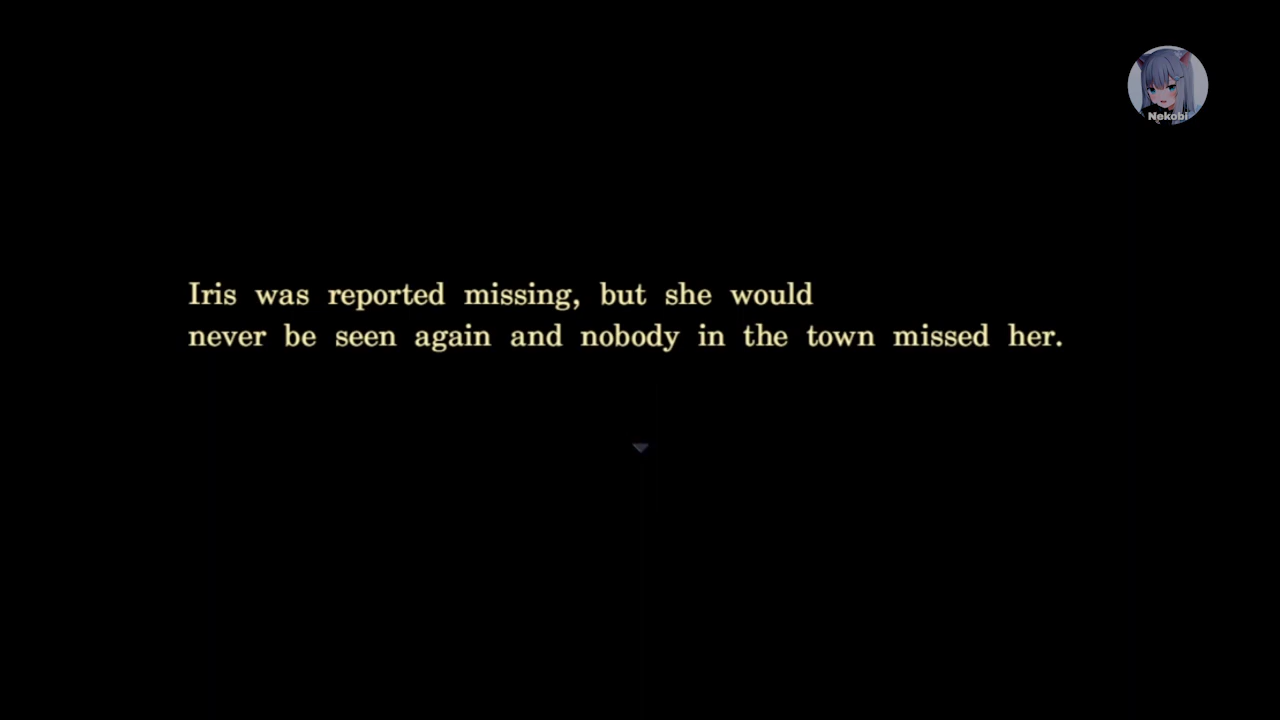 Nekobi
Iris was reported missing, but she would
never be seen again and nobody in the town missed her.